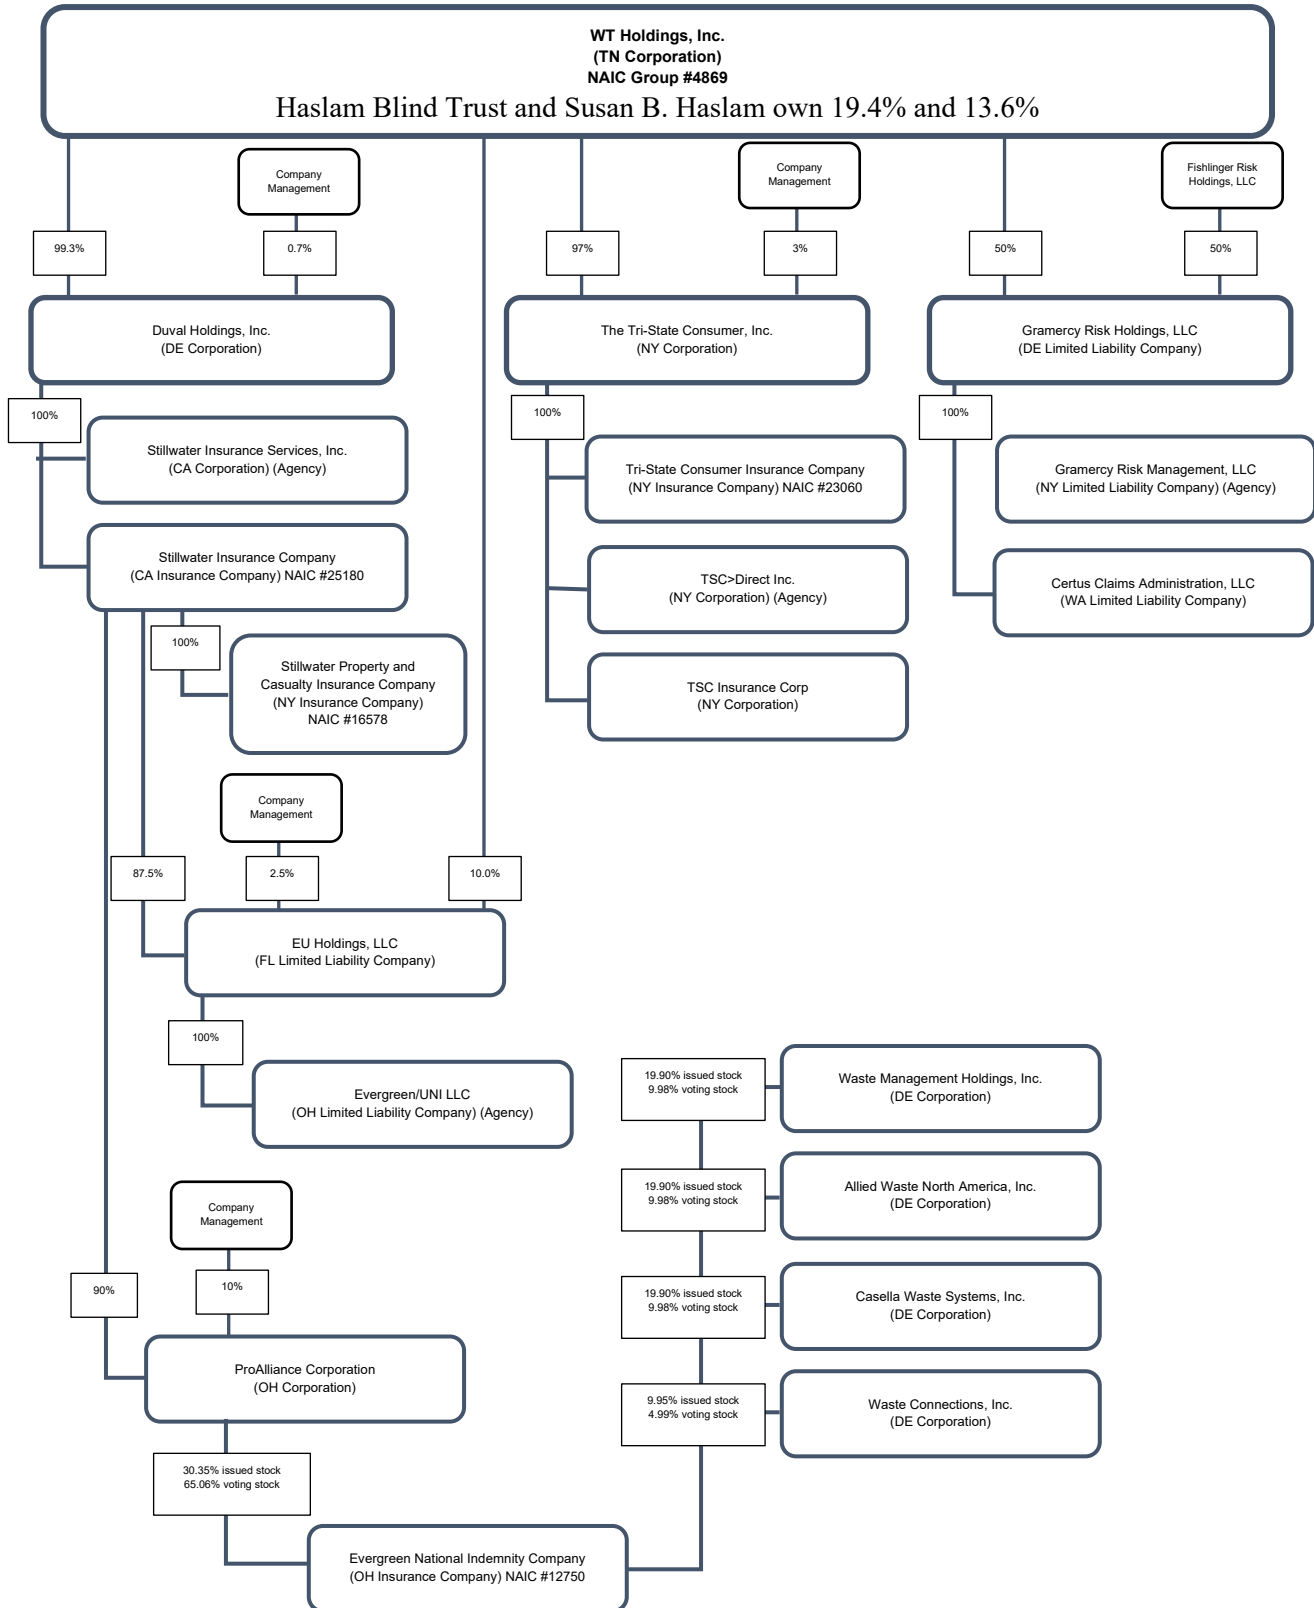 WT Holdings, Inc.
(TN Corporation)
NAIC Group #4869
Haslam Blind Trust and Susan B. Haslam own 19.4% and 13.6%
Company
Management
Company
Management
Fishlinger Risk
Holdings, LLC
99.3%
0.7%
97%
3%
50%
50%
Duval Holdings, Inc.
(DE Corporation)
The Tri-State Consumer, Inc.
(NY Corporation)
Gramercy Risk Holdings, LLC
(DE Limited Liability Company)
100%
100%
100%
Stillwater Insurance Services, Inc.
(CA Corporation) (Agency)
Tri-State Consumer Insurance Company
(NY Insurance Company) NAIC #23060
Gramercy Risk Management, LLC
(NY Limited Liability Company) (Agency)
Stillwater Insurance Company
(CA Insurance Company) NAIC #25180
TSC>Direct Inc.
(NY Corporation) (Agency)
Certus Claims Administration, LLC
(WA Limited Liability Company)
100%
Stillwater Property and
Casualty Insurance Company
(NY Insurance Company)
NAIC #16578
TSC Insurance Corp
(NY Corporation)
Company
Management
87.5%
2.5%
10.0%
EU Holdings, LLC
(FL Limited Liability Company)
100%
Evergreen/UNI LLC
(OH Limited Liability Company) (Agency)
19.90% issued stock
9.98% voting stock
Waste Management Holdings, Inc.
(DE Corporation)
19.90% issued stock
9.98% voting stock
Allied Waste North America, Inc.
(DE Corporation)
Company
Management
90%
10%
19.90% issued stock
9.98% voting stock
Casella Waste Systems, Inc.
(DE Corporation)
ProAlliance Corporation
(OH Corporation)
9.95% issued stock
4.99% voting stock
Waste Connections, Inc.
(DE Corporation)
30.35% issued stock
65.06% voting stock
Evergreen National Indemnity Company
(OH Insurance Company) NAIC #12750